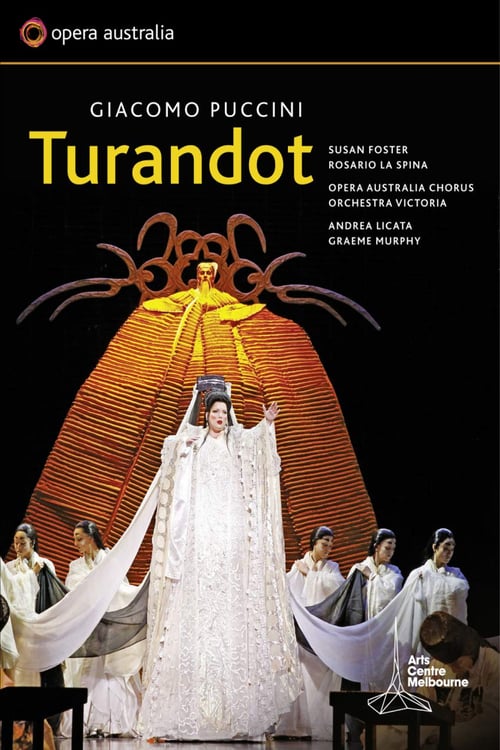 opera australia
GIACOMO PUCCINI
Turandot
SUSAN FOSTER
ROSARIO LA SPINA
OPERA AUSTRALIA CHORUS
ORCHESTRA VICTORIA
ANDREA LICATA
GRAEME MURPHY
Arts
Centre
Melbourne